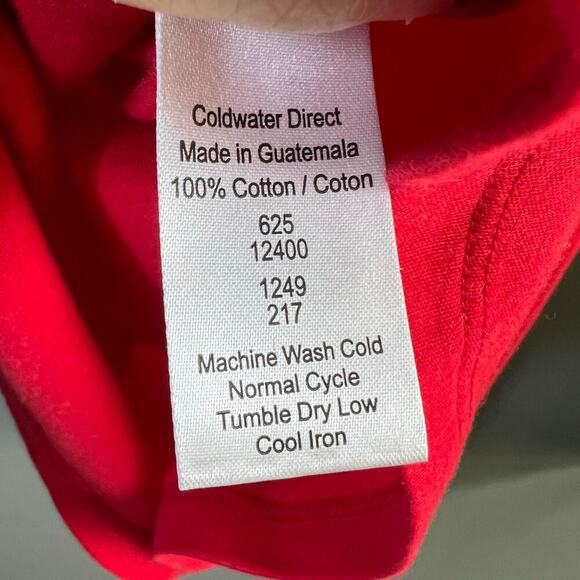 Coldwater Direct
Made in Guatemala
100% Cotton / Coton
625
12400
1249
217
Machine Wash Cold
Normal Cycle
Tumble Dry Low
Cool Iron